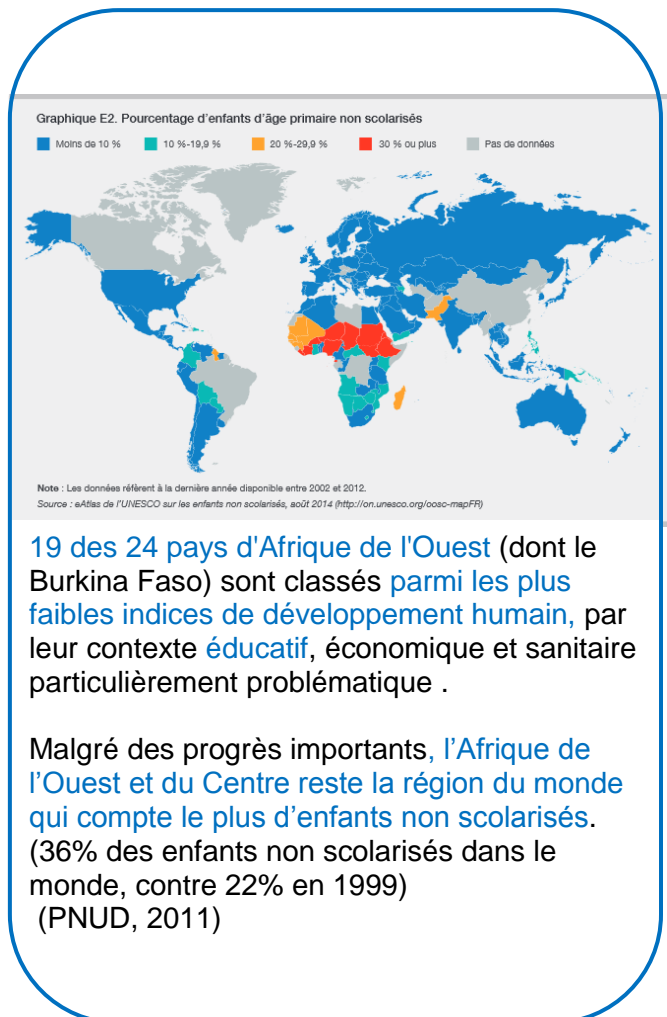 Graphique E2. Pourcentage d'enfants d'âge primaire non scolarisés
Moins de 10 % 10 %-19,9 % 20 %-29,9 % 30 % ou plus Pas de données
Note : Les données réfèrent à la dernière année disponible entre 2002 et 2012.
Source : eAtlas de l'UNESCO sur les enfants non scolarisés, août 2014 (http://on.unesco.org/oosc-mapFR)
19 des 24 pays d'Afrique de l'Ouest (dont le
Burkina Faso) sont classés parmi les plus
faibles indices de développement humain, par
leur contexte éducatif, économique et sanitaire
particulièrement problématique .
Malgré des progrès importants, l’Afrique de
l’Ouest et du Centre reste la région du monde
qui compte le plus d’enfants non scolarisés.
(36% des enfants non scolarisés dans le
monde, contre 22% en 1999)
(PNUD, 2011)